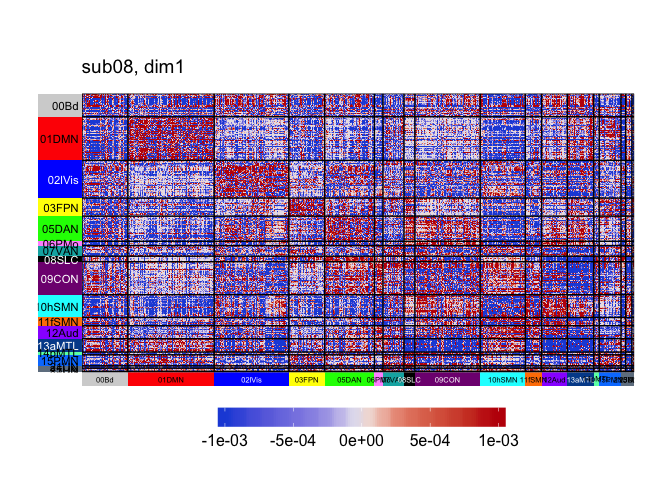 sub08, dim1
00Bd
01DMN
02lVis
03FPN
05DAN
06PMo
07VAN
08SLC
09CON
10hSMN
11fSMN
12Aud
13aMTL
00Bd 01DMN 02lVis 03FPN 05DAN 08SLC 09CON 10hSMN 11fSMN 12Aud 13aMTL
-1e-03 -5e-04 0e+00 5e-04 1e-03